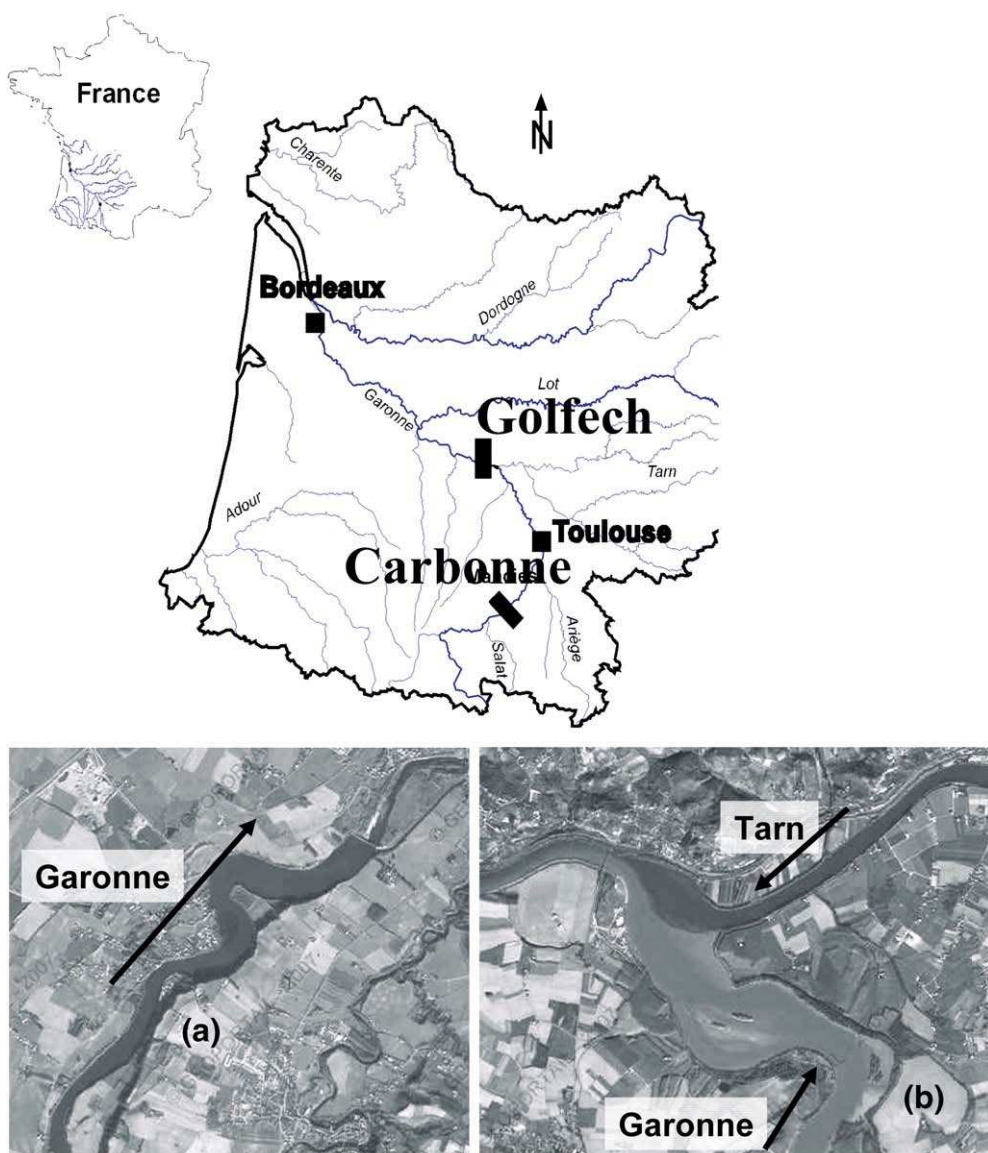 France
N
Charente
Bordeaux
Dordogne
Lot
Garonne
Golfech
Tarn
Adour
Toulouse
Carbonne
Salat
Ariège
Garonne
(a)
Tarn
Garonne
(b)